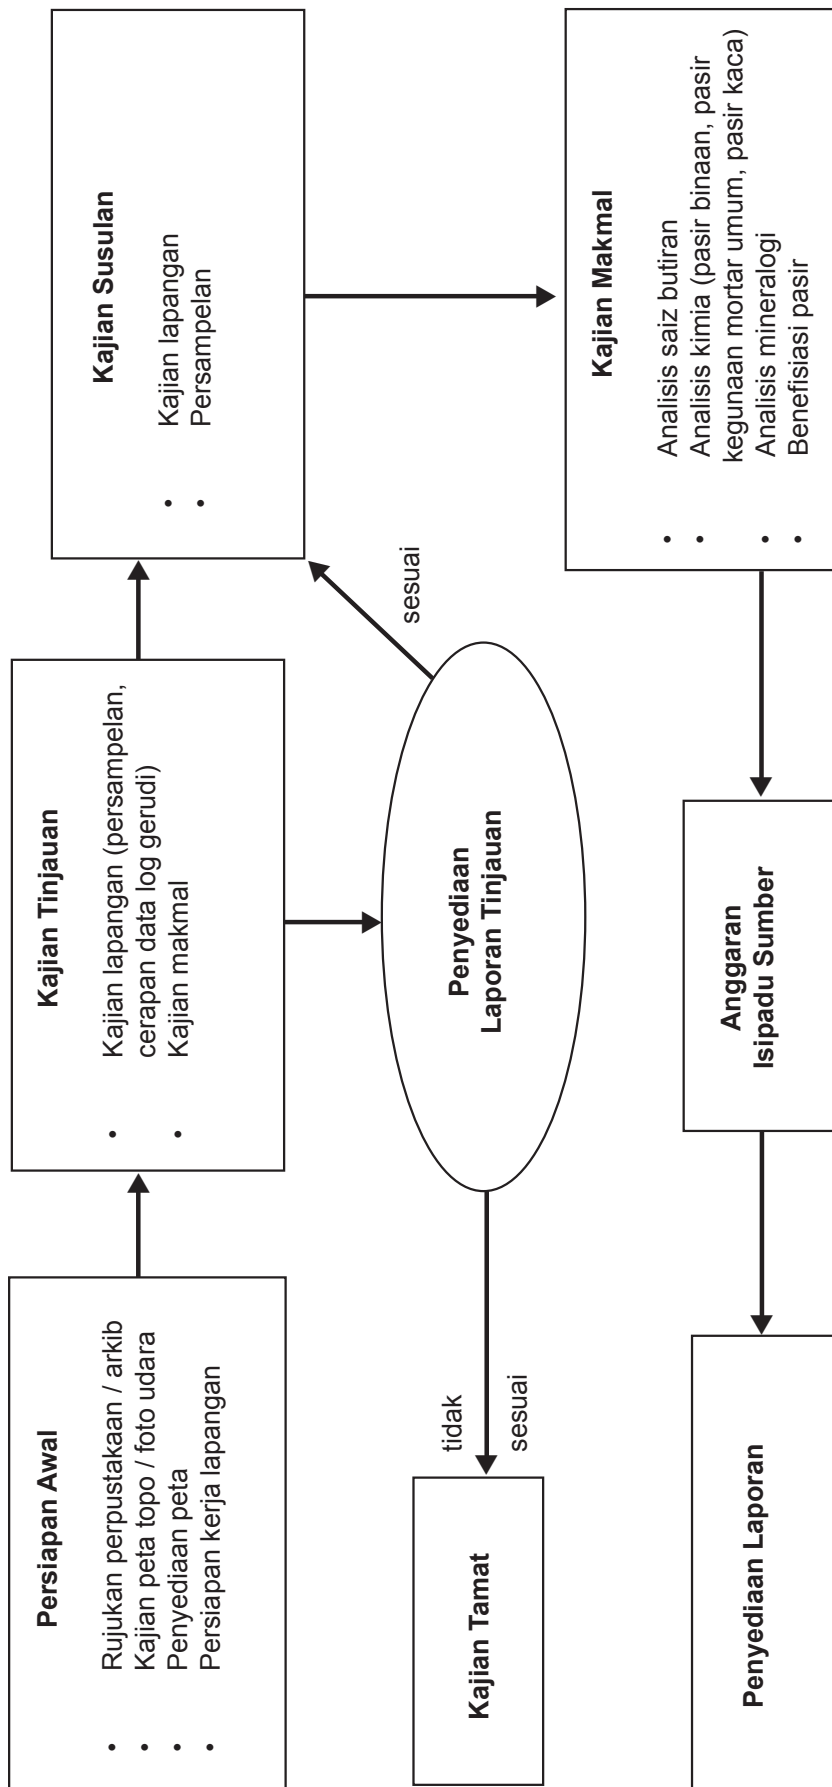 Persiapan Awal
• Rujukan perpustakaan / arkib
• Kajian peta topo / foto udara
• Penyediaan peta
• Persiapan kerja lapangan
Kajian Tinjauan
• Kajian lapangan (persampelan,
cerapan data log gerudi)
• Kajian makmal
Kajian Susulan
• Kajian lapangan
• Persampelan
Penyediaan
Laporan Tinjauan
sesuai
tidak
sesuai
Kajian Tamat
Kajian Makmal
• Analisis saiz butiran
• Analisis kimia (pasir binaan, pasir
kegunaan mortar umum, pasir kaca)
• Analisis mineralogi
• Benefisiasi pasir
Anggaran
Isipadu Sumber
Penyediaan Laporan